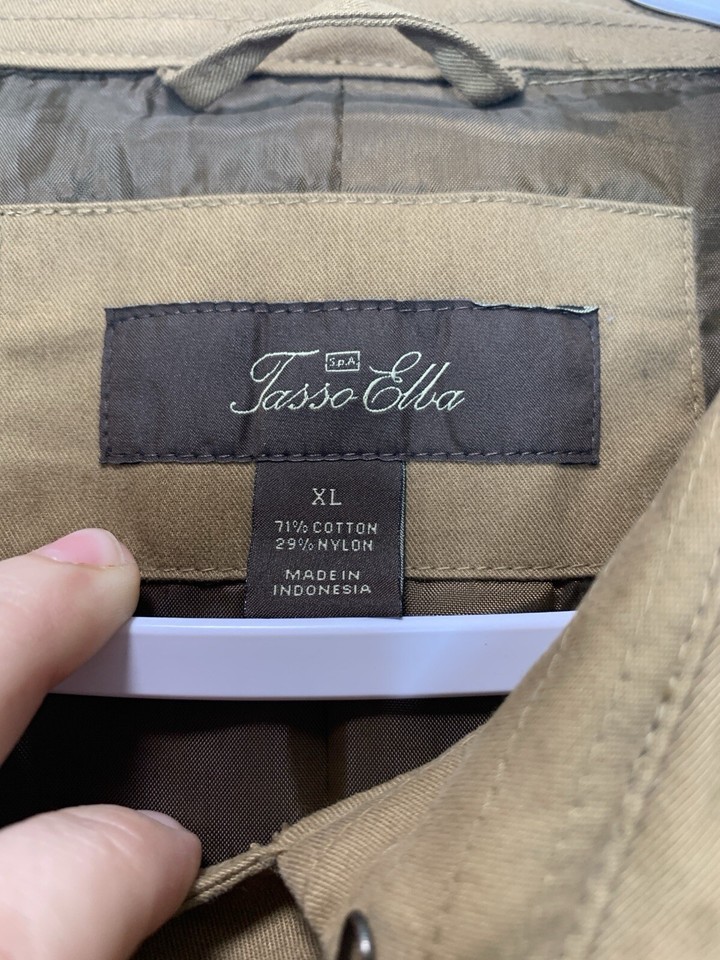 S.p.A.
Tasso Elba
XL
71% COTTON
29% NYLON
MADE IN
INDONESIA